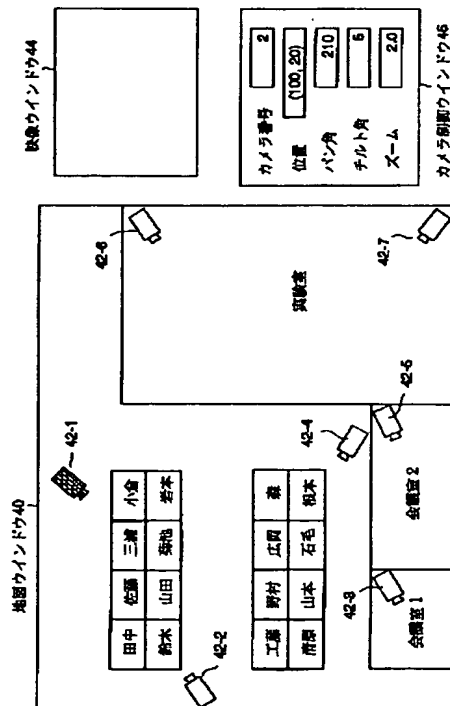 地図ウインドウ40
映像ウインドウ44
42-1
42-6
42-2
田中 佐藤 三浦 小倉
鈴木 山田 菊池 岩本
工藤 野村 広岡 森
清原 山本 石毛 根本
実験室
42-4
42-5
42-3
42-7
会議室 1
会議室 2
カメラ番号 2
位置 (100, 20)
パン角 210
チルト角 5
ズーム 2.0
カメラ制御ウインドウ46